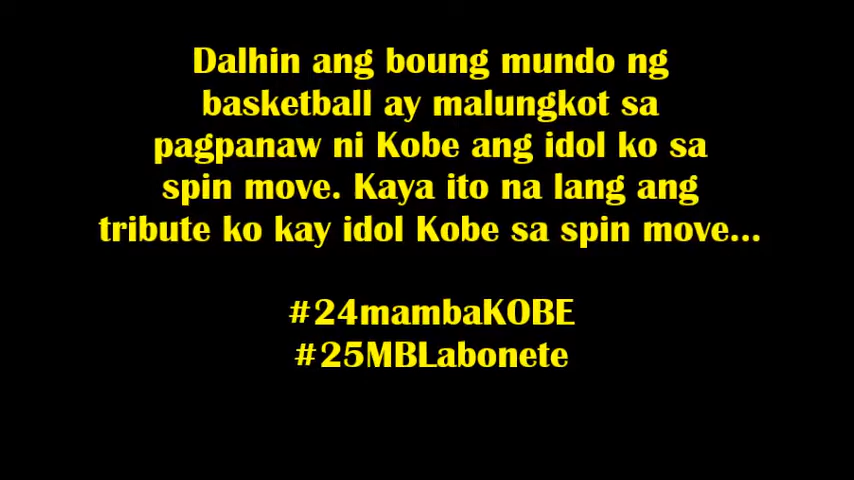 Dalhin ang boung mundo ng
basketball ay malungkot sa
pagpanaw ni Kobe ang idol ko sa
spin move. Kaya ito na lang ang
tribute ko kay idol Kobe sa spin move...
#24mambaKOBE
#25MBLabonete